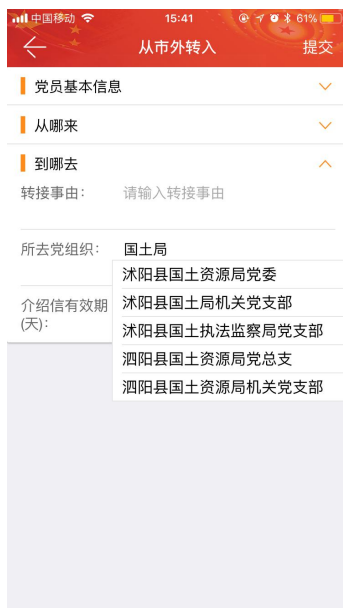 中国移动 15:41 61%
从市外转入 提交
党员基本信息
从哪来
到哪去
转接事由： 请输入转接事由
所去党组织： 国土局
沭阳县国土资源局党委
沭阳县国土局机关党支部
沭阳县国土执法监察局党支部
泗阳县国土资源局党总支
泗阳县国土资源局机关党支部
介绍信有效期
(天)：